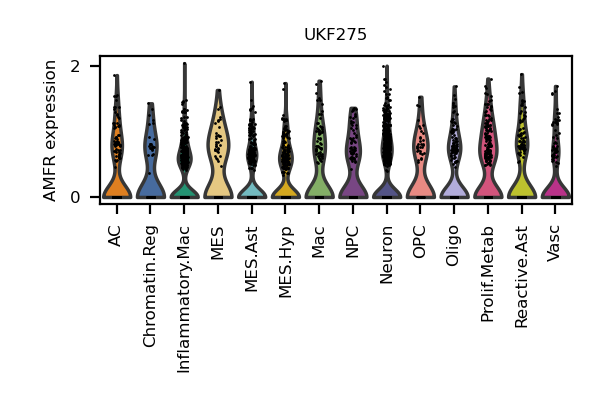 UKF275
AMFR expression
2
0
AC
Chromatin.Reg
Inflammatory.Mac
MES
MES.Ast
MES.Hyp
Mac
NPC
Neuron
OPC
Oligo
Prolif.Metab
Reactive.Ast
Vasc